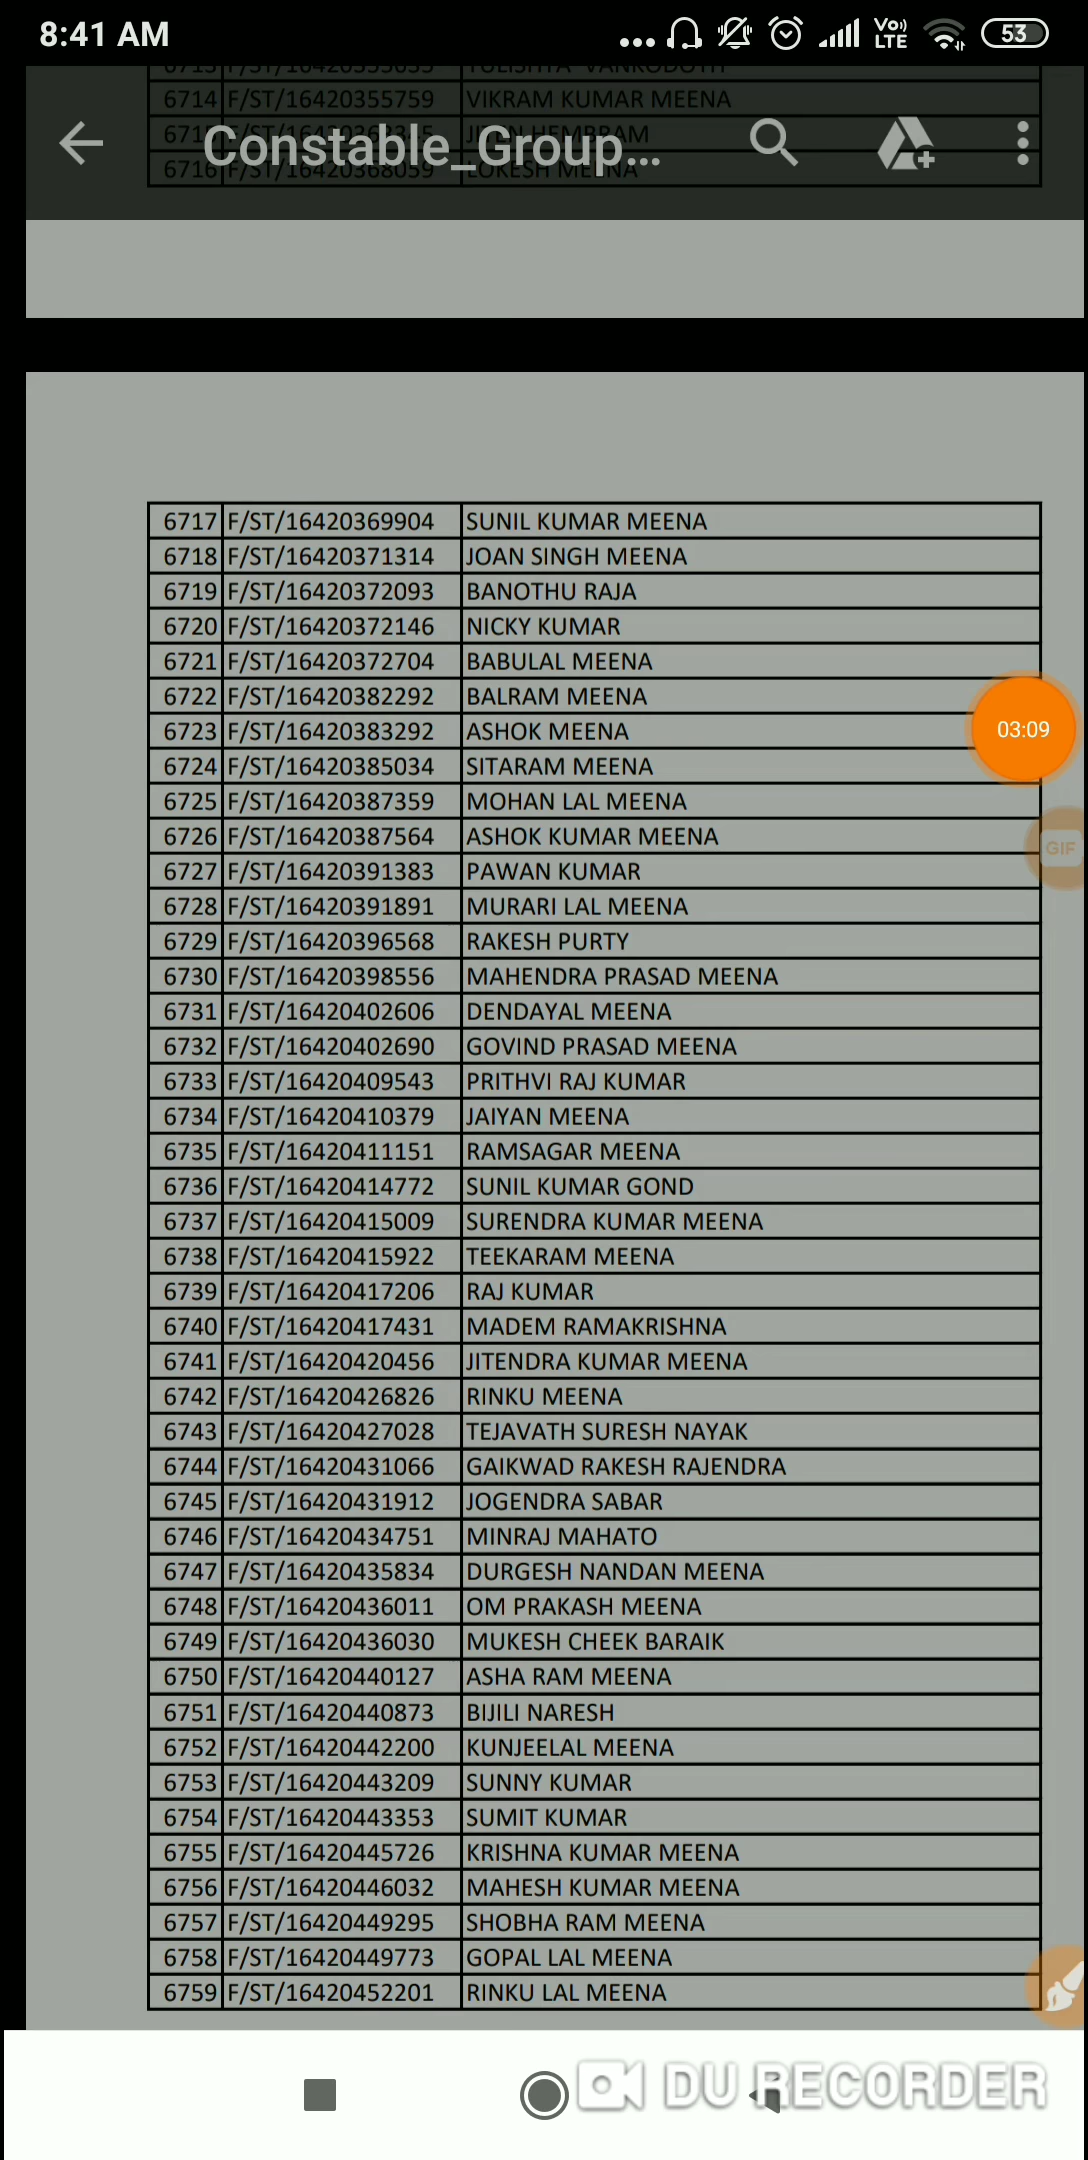 8:41 AM
... VoLTE 53
6714 F/ST/16420355759 VIKRAM KUMAR MEENA
Constable_Group...
6716 F/ST/16420368059 LOKESH MEENA
6717 F/ST/16420369904 SUNIL KUMAR MEENA
6718 F/ST/16420371314 JOAN SINGH MEENA
6719 F/ST/16420372093 BANOTHU RAJA
6720 F/ST/16420372146 NICKY KUMAR
6721 F/ST/16420372704 BABULAL MEENA
6722 F/ST/16420382292 BALRAM MEENA
6723 F/ST/16420383292 ASHOK MEENA
03:09
6724 F/ST/16420385034 SITARAM MEENA
6725 F/ST/16420387359 MOHAN LAL MEENA
6726 F/ST/16420387564 ASHOK KUMAR MEENA
GIF
6727 F/ST/16420391383 PAWAN KUMAR
6728 F/ST/16420391891 MURARI LAL MEENA
6729 F/ST/16420396568 RAKESH PURTY
6730 F/ST/16420398556 MAHENDRA PRASAD MEENA
6731 F/ST/16420402606 DENDAYAL MEENA
6732 F/ST/16420402690 GOVIND PRASAD MEENA
6733 F/ST/16420409543 PRITHVI RAJ KUMAR
6734 F/ST/16420410379 JAIYAN MEENA
6735 F/ST/16420411151 RAMSAGAR MEENA
6736 F/ST/16420414772 SUNIL KUMAR GOND
6737 F/ST/16420415009 SURENDRA KUMAR MEENA
6738 F/ST/16420415922 TEEKARAM MEENA
6739 F/ST/16420417206 RAJ KUMAR
6740 F/ST/16420417431 MADEM RAMAKRISHNA
6741 F/ST/16420420456 JITENDRA KUMAR MEENA
6742 F/ST/16420426826 RINKU MEENA
6743 F/ST/16420427028 TEJAVATH SURESH NAYAK
6744 F/ST/16420431066 GAIKWAD RAKESH RAJENDRA
6745 F/ST/16420431912 JOGENDRA SABAR
6746 F/ST/16420434751 MINRAJ MAHATO
6747 F/ST/16420435834 DURGESH NANDAN MEENA
6748 F/ST/16420436011 OM PRAKASH MEENA
6749 F/ST/16420436030 MUKESH CHEEK BARAIK
6750 F/ST/16420440127 ASHA RAM MEENA
6751 F/ST/16420440873 BIJILI NARESH
6752 F/ST/16420442200 KUNJEELAL MEENA
6753 F/ST/16420443209 SUNNY KUMAR
6754 F/ST/16420443353 SUMIT KUMAR
6755 F/ST/16420445726 KRISHNA KUMAR MEENA
6756 F/ST/16420446032 MAHESH KUMAR MEENA
6757 F/ST/16420449295 SHOBHA RAM MEENA
6758 F/ST/16420449773 GOPAL LAL MEENA
6759 F/ST/16420452201 RINKU LAL MEENA
DU RECORDER